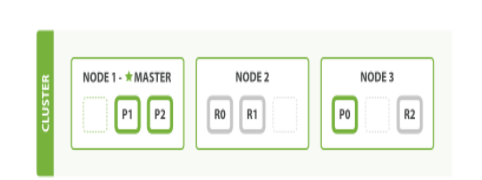 CLUSTER
NODE 1 - ★MASTER
P1 P2
NODE 2
R0 R1
NODE 3
P0 R2